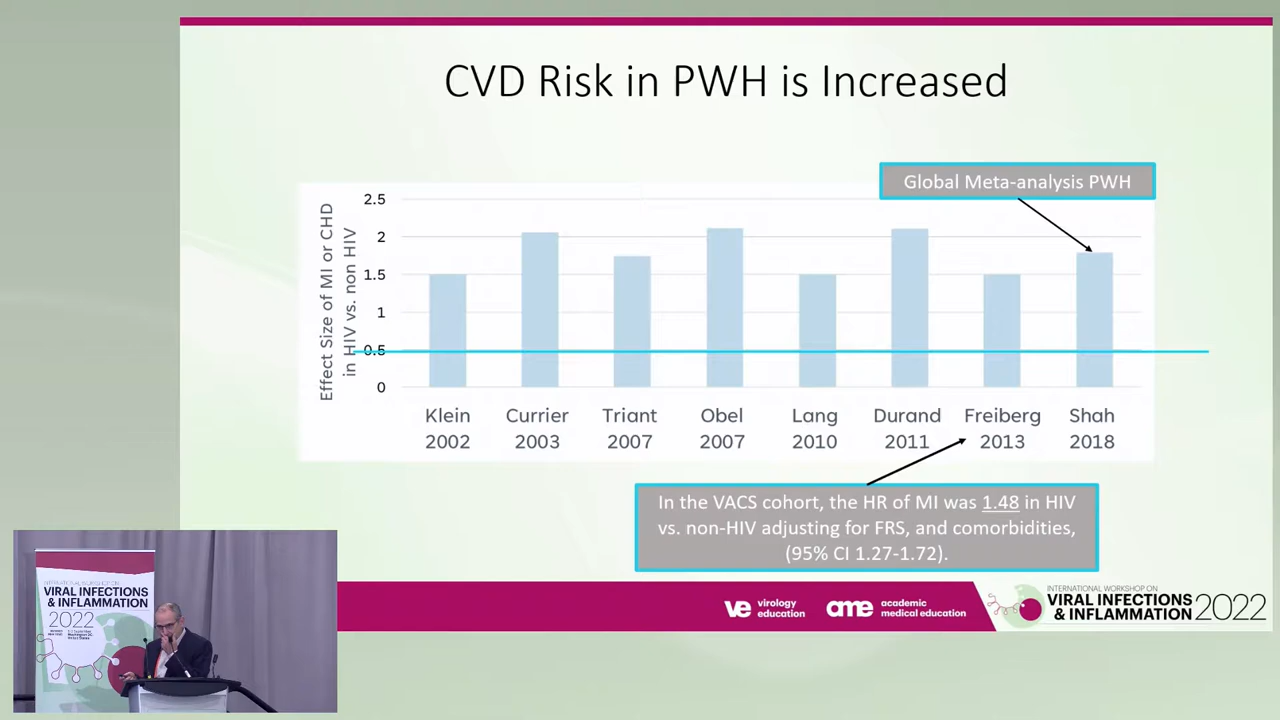 CVD Risk in PWH is Increased
Global Meta-analysis PWH
Effect Size of MI or CHD
in HIV vs. non HIV
2.5
2
1.5
1
0.5
0
Klein
2002
Currier
2003
Triant
2007
Obel
2007
Lang
2010
Durand
2011
Freiberg
2013
Shah
2018
In the VACS cohort, the HR of MI was 1.48 in HIV
vs. non-HIV adjusting for FRS, and comorbidities,
(95% CI 1.27-1.72).
INTERNATIONAL WORKSHOP ON
VIRAL INFECTIONS
& INFLAMMATION
2022
ve virology
education
ame academic
medical education
INTERNATIONAL WORKSHOP ON
VIRAL INFECTIONS
& INFLAMMATION 2022